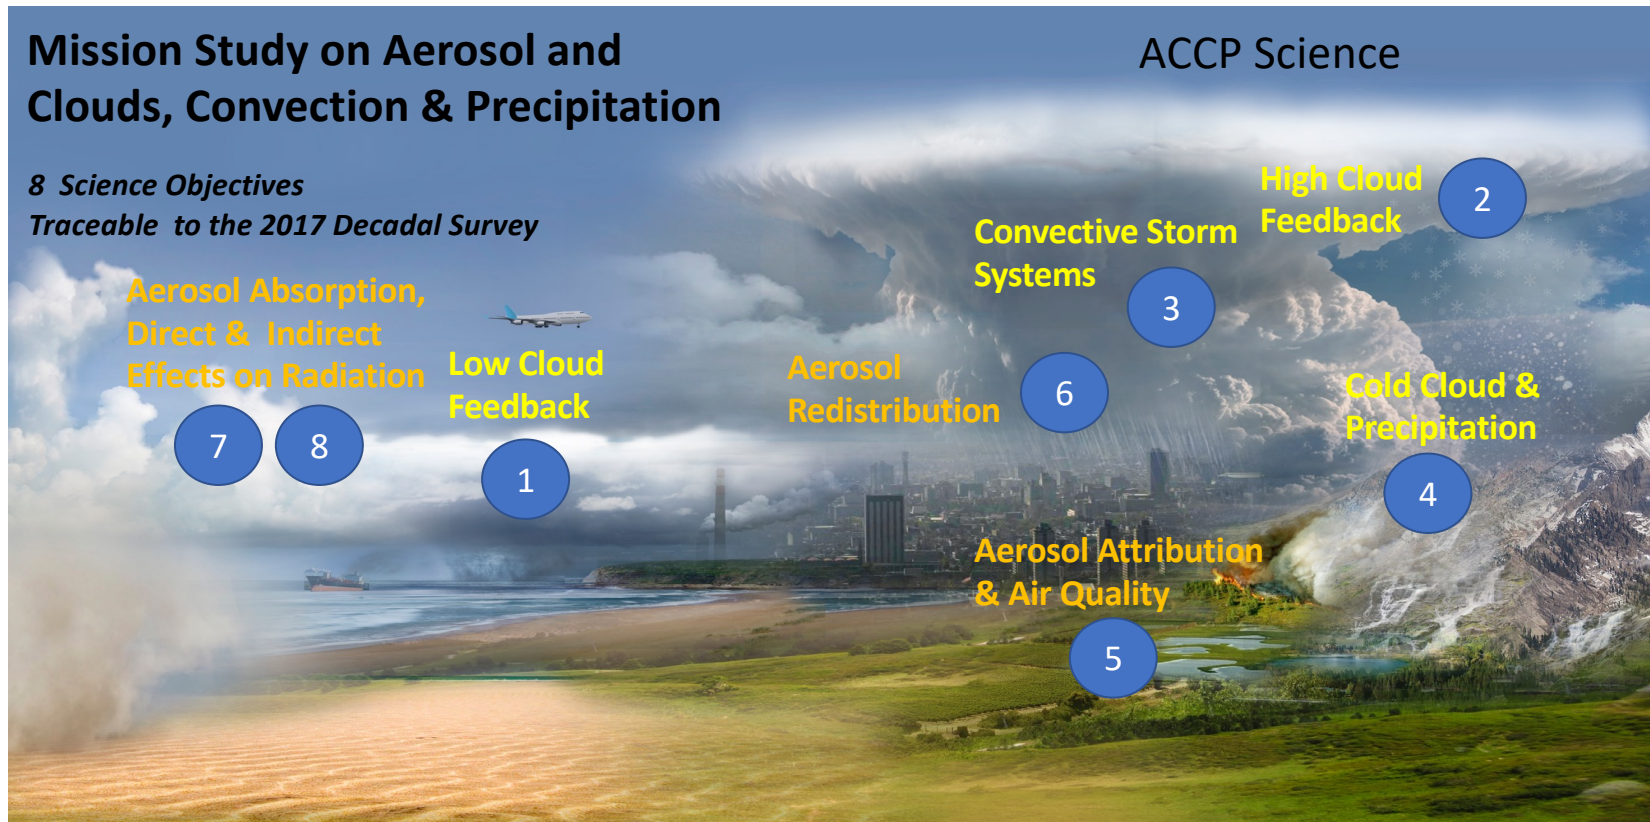 Mission Study on Aerosol and
Clouds, Convection & Precipitation
ACCP Science
8 Science Objectives
Traceable to the 2017 Decadal Survey
Aerosol Absorption,
Direct & Indirect
Effects on Radiation
7 8
Low Cloud
Feedback
1
Aerosol
Redistribution
6
Convective Storm
Systems
3
High Cloud
Feedback
2
Cold Cloud &
Precipitation
4
Aerosol Attribution
& Air Quality
5